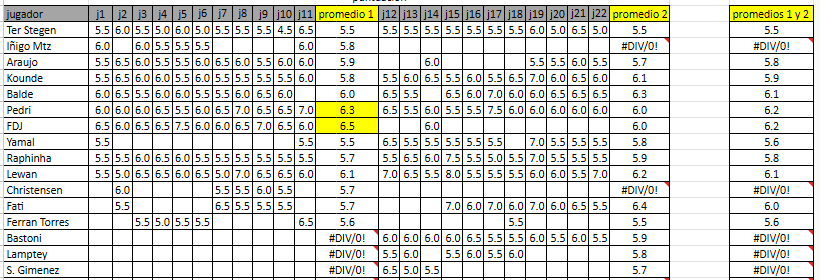 jugador j1 j2 j3 j4 j5 j6 j7 j8 j9 j10 j11 promedio 1 j12 j13 j14 j15 j16 j17 j18 j19 j20 j21 j22 promedio 2 promedios 1 y 2
Ter Stegen 5.5 6.0 5.5 5.0 6.0 5.0 5.5 5.5 5.5 4.5 6.5 5.5 5.5 5.5 5.5 5.5 5.5 5.5 5.5 6.0 5.0 6.5 5.0 5.5 5.5
Iñigo Mtz 6.0 6.0 5.5 5.5 5.5 6.0 5.8 #DIV/0! 5.8
Araujo 5.5 6.5 6.5 6.0 5.5 6.5 6.0 5.5 6.0 5.5 6.0 5.9 6.0 5.5 5.5 6.0 5.5 5.7 5.8
Kounde 5.5 5.5 6.5 6.0 6.0 6.0 5.5 5.5 5.5 5.5 6.0 5.8 5.5 6.0 6.5 5.5 6.0 5.5 6.5 7.0 6.0 6.5 6.0 6.1 5.9
Balde 6.0 6.5 5.5 6.0 6.0 5.5 5.5 6.0 6.5 6.0 6.0 6.5 5.5 6.5 6.0 7.0 6.0 6.0 6.5 6.5 6.5 6.3 6.1
Pedri 6.0 6.0 6.0 6.5 5.5 6.0 6.5 7.0 6.5 6.5 7.0 6.3 6.5 5.5 6.0 5.5 5.5 7.5 6.0 6.0 6.0 6.0 6.0 6.0 6.2
FDJ 6.5 6.0 6.5 6.5 7.5 6.0 6.0 6.5 7.0 6.5 6.0 6.5 6.0 6.0 6.2
Yamal 5.5 5.5 5.5 6.5 5.5 5.5 5.5 5.5 5.5 5.5 7.0 5.5 5.5 5.5 5.8 5.6
Raphinha 5.5 5.5 6.0 6.5 6.0 5.5 5.5 5.5 5.5 5.5 5.5 5.7 5.5 6.5 6.0 7.5 5.5 5.0 5.5 7.0 5.5 5.5 5.5 5.9 5.8
Lewan 5.5 5.0 6.5 6.5 6.0 6.5 5.0 7.0 6.5 6.5 6.0 6.1 7.0 6.5 5.5 8.0 5.5 5.5 5.5 6.0 6.0 5.5 7.0 6.2 6.1
Christensen 6.0 5.5 5.5 6.0 5.5 5.7 #DIV/0! 6.0
Fati 5.5 6.5 5.5 5.5 5.5 5.7 7.0 6.0 7.0 6.0 7.0 6.0 6.5 5.5 6.4 6.0
Ferran Torres 5.5 5.0 5.5 5.5 6.5 5.6 5.5 5.5 5.6
Bastoni #DIV/0! 6.0 6.0 6.0 6.0 6.5 5.5 5.5 6.0 5.5 6.0 5.5 5.9 #DIV/0!
Lamptey #DIV/0! 5.5 6.0 5.5 6.0 5.5 6.0 5.8 #DIV/0!
S. Gimenez #DIV/0! 6.5 5.0 5.5 5.7 #DIV/0!